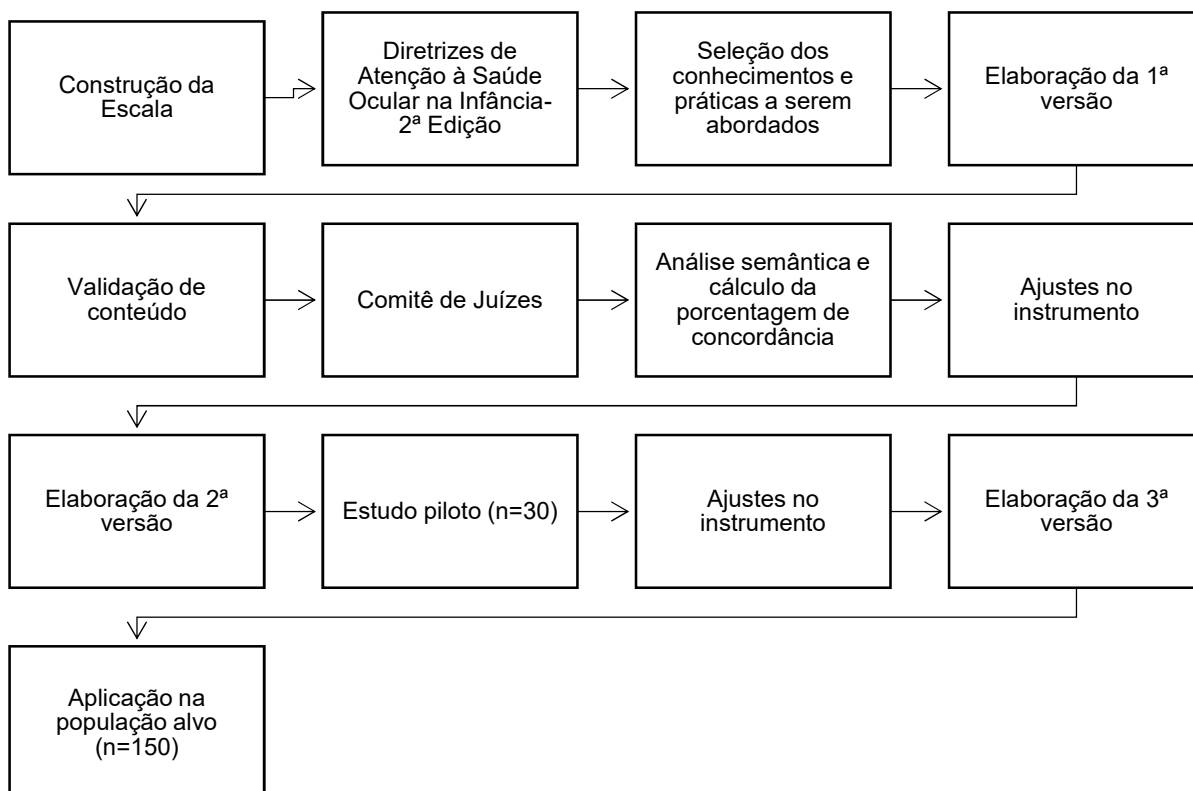 Construção da
Escala
Diretrizes de
Atenção à Saúde
Ocular na Infância-
2ª Edição
Seleção dos
conhecimentos e
práticas a serem
abordados
Elaboração da 1ª
versão
Validação de
conteúdo
Comitê de Juízes
Análise semântica e
cálculo da
porcentagem de
concordância
Ajustes no
instrumento
Elaboração da 2ª
versão
Estudo piloto (n=30)
Ajustes no
instrumento
Elaboração da 3ª
versão
Aplicação na
população alvo
(n=150)